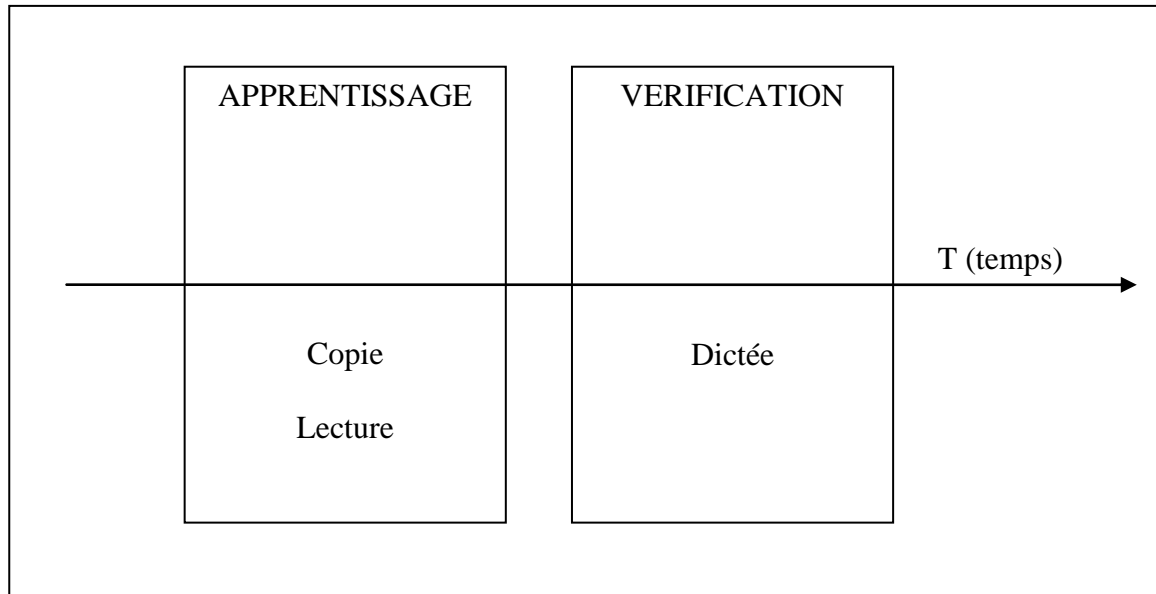 APPRENTISSAGE
VERIFICATION
T (temps)
Copie
Dictée
Lecture